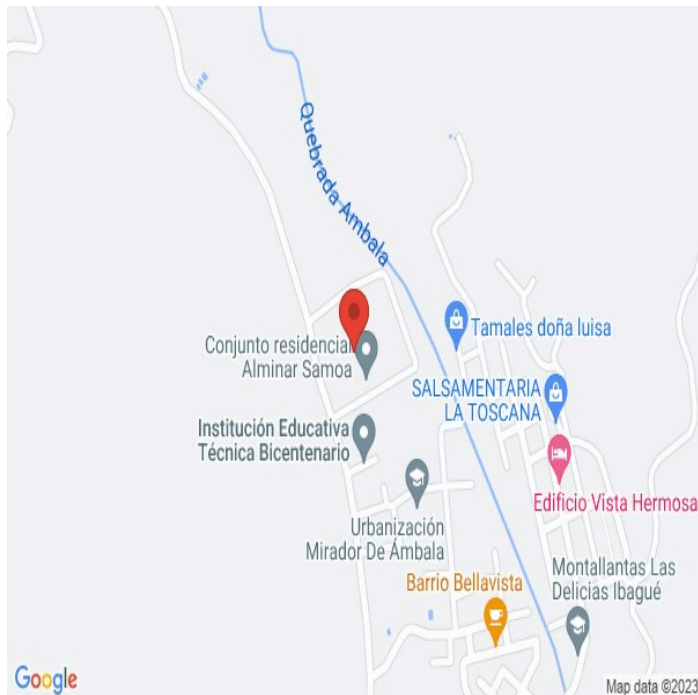 Quebrada Ambala
Tamales doña luisa
Conjunto residencial
Alminar Samoa
SALSAMENTARIA
LA TOSCANA
Institución Educativa
Técnica Bicentenario
Edificio Vista Hermosa
Urbanización
Mirador De Ámbala
Montallantas Las
Delicias Ibagué
Barrio Bellavista
Google
Map data ©2023